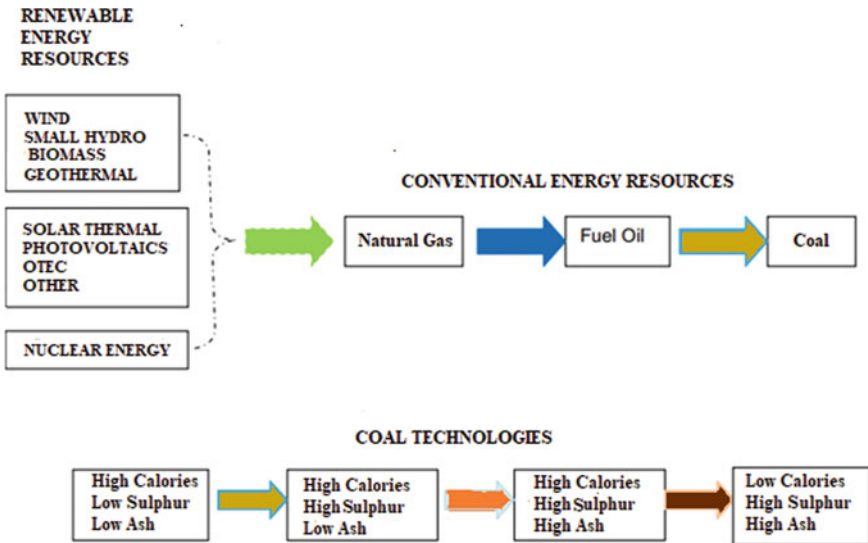 RENEWABLE
ENERGY
RESOURCES
WIND
SMALL HYDRO
BIOMASS
GEOTHERMAL
SOLAR THERMAL
PHOTOVOLTAICS
OTEC
OTHER
NUCLEAR ENERGY
CONVENTIONAL ENERGY RESOURCES
Natural Gas
Fuel Oil
Coal
COAL TECHNOLOGIES
High Calories
Low Sulphur
Low Ash
High Calories
High Sulphur
Low Ash
High Calories
High Sulphur
High Ash
Low Calories
High Sulphur
High Ash